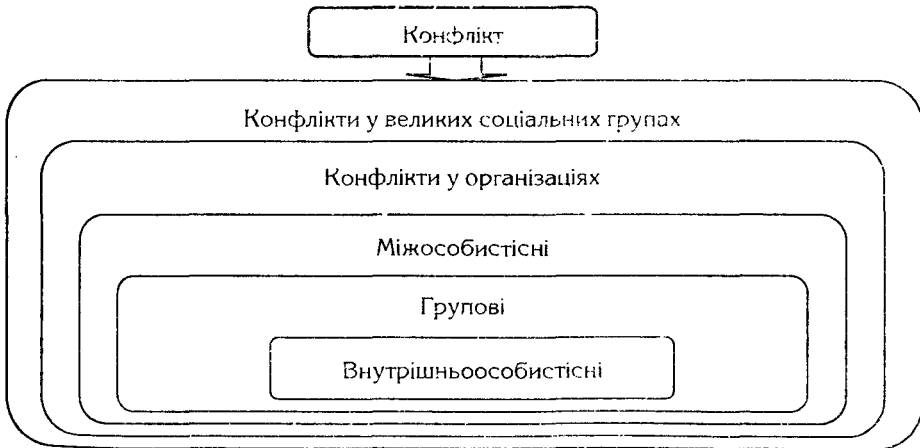 Конфлікт
Конфлікти у великих соціальних групах
Конфлікти у організаціях
Міжособистісні
Групові
Внутрішньоособистісні